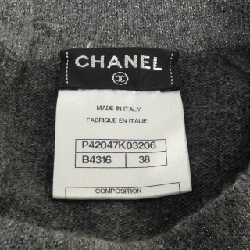 CHANEL
MADE IN ITALY
FABRIQUE EN ITALIE
P42047K03206
B4316 38
COMPOSITION